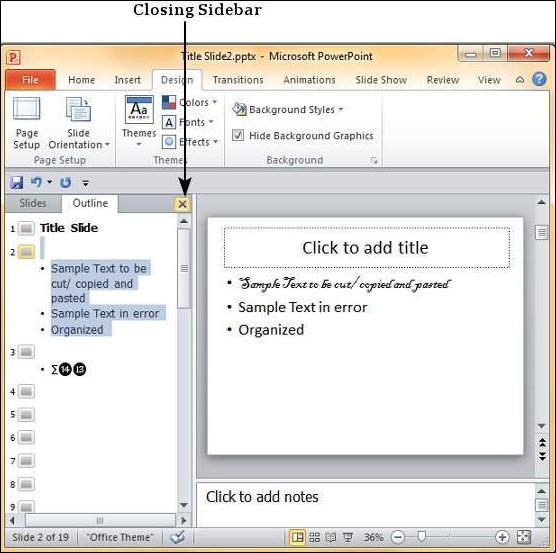 Closing Sidebar
P
Title Slide2.pptx - Microsoft PowerPoint
File Home Insert Design Transitions Animations Slide Show Review View
Page Setup
Slide Orientation
Page Setup
Aa
Themes
Colors
A Fonts
Effects
Themes
Background Styles
Hide Background Graphics
Background
Slides Outline
1 Title Slide
2
• Sample Text to be
cut/ copied and
pasted
• Sample Text in error
• Organized
3
• Σ⓮⓭
4
5
6
7
8
9
Click to add title
• Sample Text to be cut/ copied and pasted
• Sample Text in error
• Organized
Click to add notes
Slide 2 of 19 "Office Theme" 36%